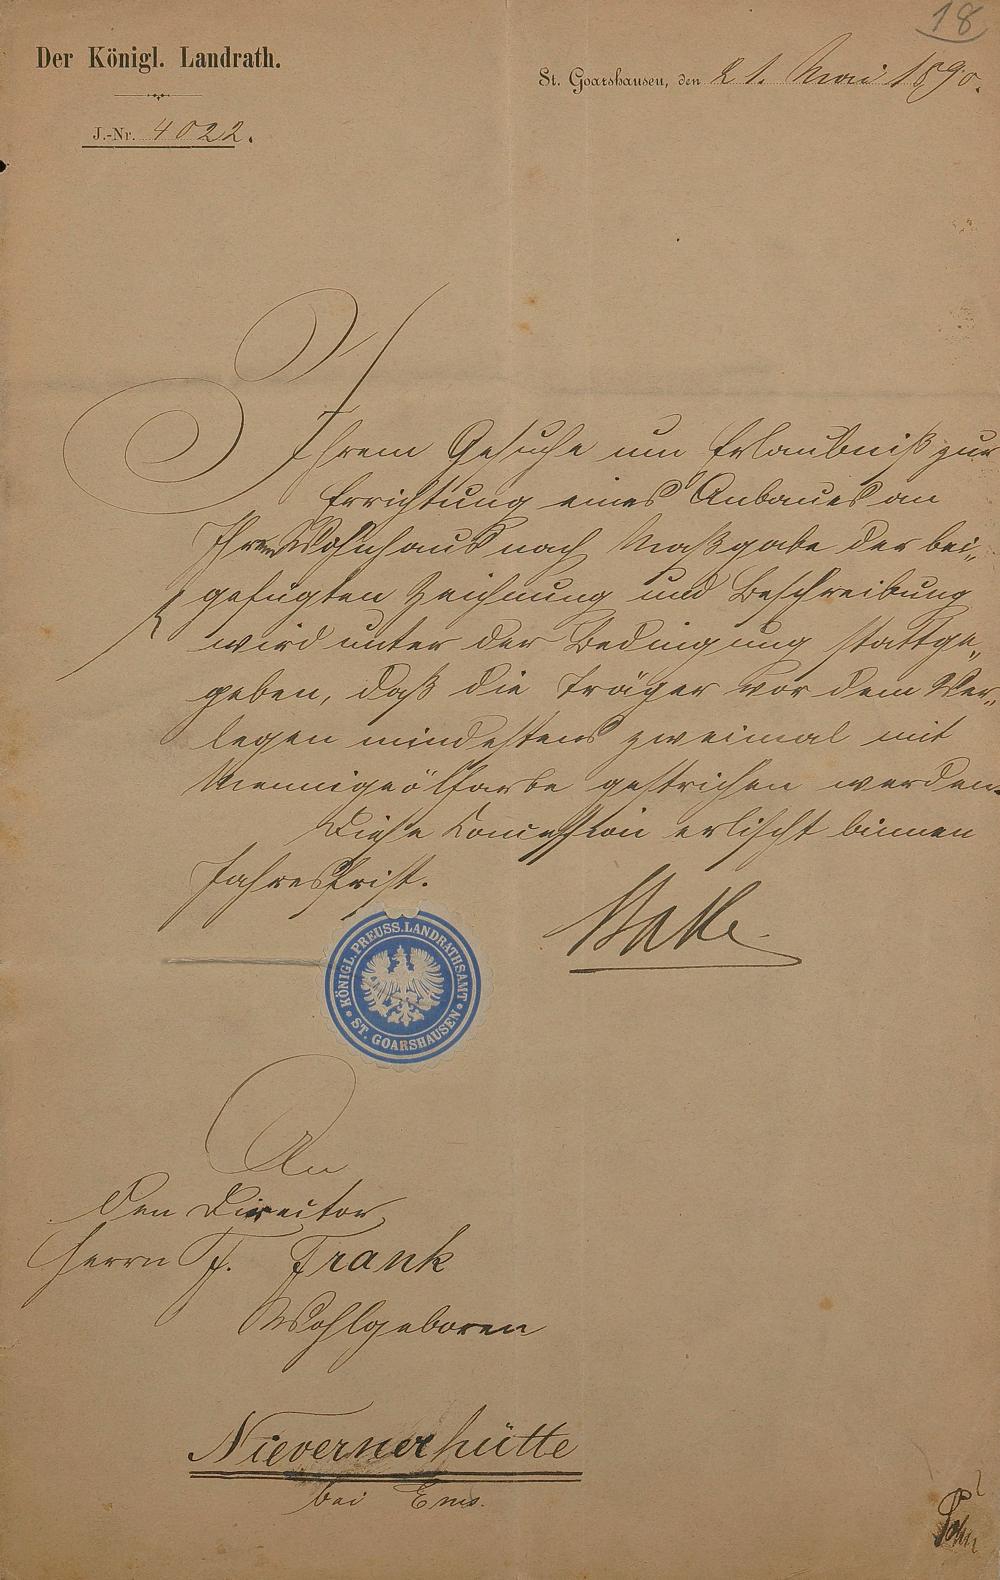 18
Der Königl. Landrath.
St. Goarshausen, den 21. Mai 1890.
J.-Nr. 4022.
Ihrem Gesuche um Erlaubniß zur
Errichtung eines Anbaues an
Ihr Wohnhaus nach Maßgabe der bei„
gefügten Zeichnung und Beschreibung
wird unter der Bedingung stattge„
geben, daß die Träger vor dem Ver„
legen mindestens zweimal mit
Mennigeölfarbe gestrichen werden.
Diese Concession erlischt binnen
Jahresfrist.
KÖNIGL. PREUSS. LANDRATHSAMT
ST. GOARSHAUSEN
An
den Director
Herrn F. Frank
Wohlgeboren
Nievernerhütte
bei Ems.